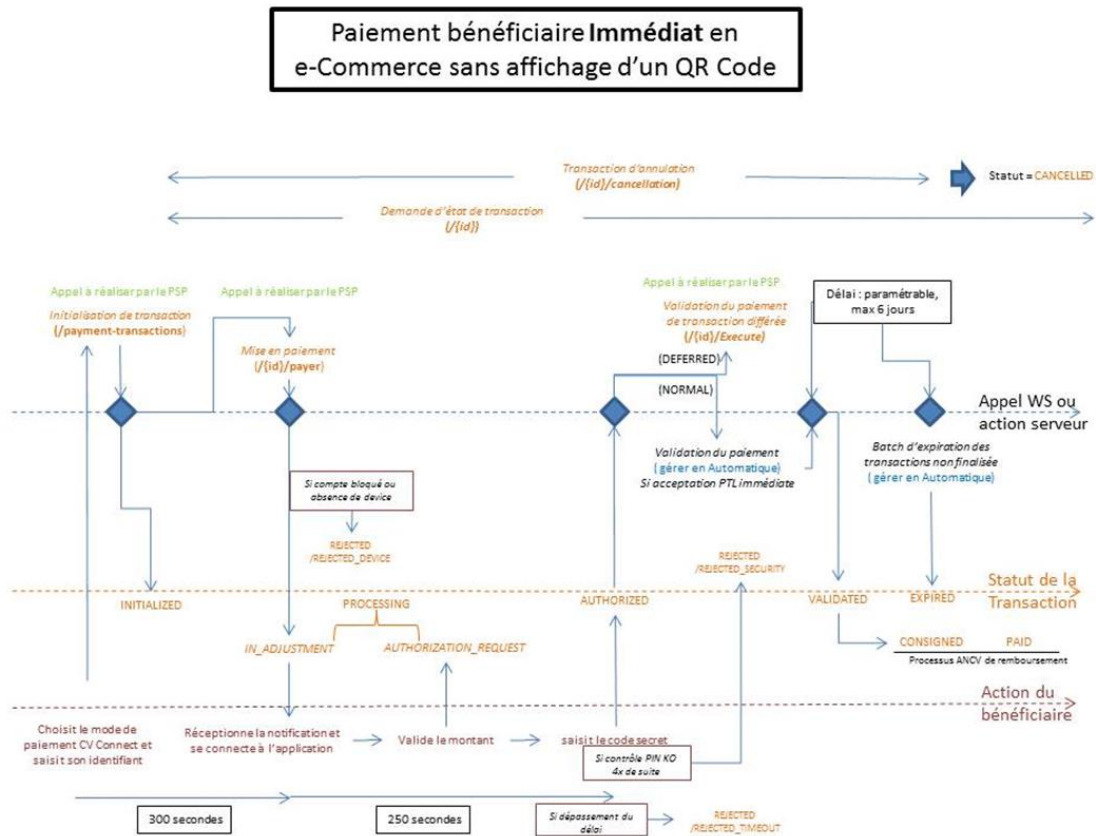 Paiement bénéficiaire Immédiat en
e-Commerce sans affichage d'un QR Code
Transaction d'annulation
(/{id}/cancellation)
Statut = CANCELLED
Demande d'état de transaction
(/{id})
Appel à réaliser par le PSP
Initialisation de transaction
(/payment-transactions)
Appel à réaliser par le PSP
Mise en paiement
(/{id}/payer)
Appel à réaliser par le PSP
Validation du paiement
de transaction différée
(/{id}/Execute)
Délai : paramétrable,
max 6 jours
(DEFERRED)
(NORMAL)
Appel WS ou
action serveur
Validation du paiement
( gérer en Automatique)
Si acceptation PTL immédiate
Batch d'expiration des
transactions non finalisée
( gérer en Automatique)
Si compte bloqué ou
absence de device
REJECTED
/REJECTED_DEVICE
REJECTED
/REJECTED_SECURITY
Statut de la
Transaction
INITIALIZED
PROCESSING
AUTHORIZED
VALIDATED
EXPIRED
IN_ADJUSTMENT
AUTHORIZATION_REQUEST
CONSIGNED
PAID
Processus ANCV de remboursement
Action du
bénéficiaire
Choisit le mode de
paiement CV Connect et
saisit son identifiant
Réceptionne la notification et
se connecte à l'application
Valide le montant
saisit le code secret
Si contrôle PIN KO
4x de suite
300 secondes
250 secondes
Si dépassement du
délai
REJECTED
/REJECTED_TIMEOUT